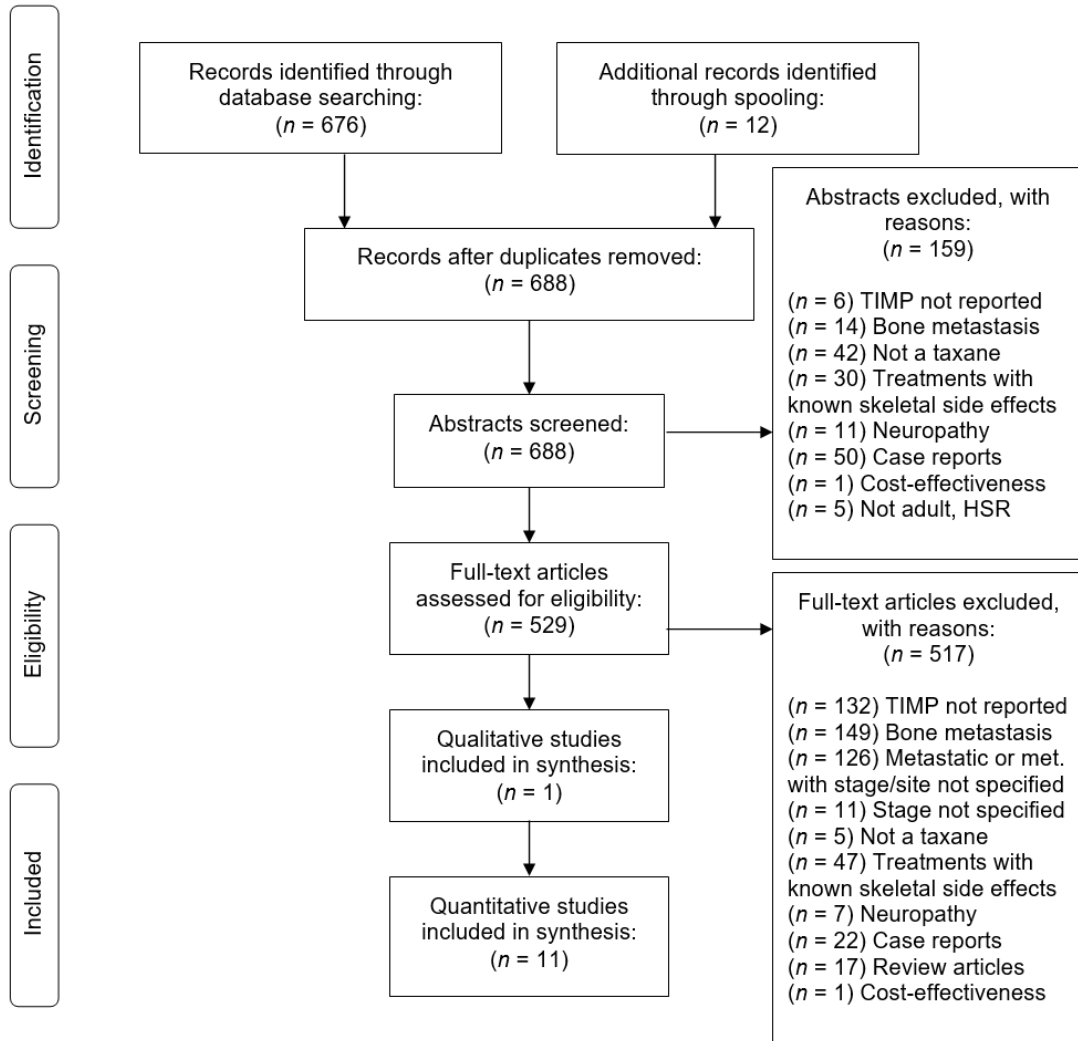 Identification
Records identified through
database searching:
(n = 676)
Additional records identified
through spooling:
(n = 12)
Records after duplicates removed:
(n = 688)
Abstracts excluded, with
reasons:
(n = 159)
(n = 6) TIMP not reported
(n = 14) Bone metastasis
(n = 42) Not a taxane
(n = 30) Treatments with
known skeletal side effects
(n = 11) Neuropathy
(n = 50) Case reports
(n = 1) Cost-effectiveness
(n = 5) Not adult, HSR
Screening
Abstracts screened:
(n = 688)
Eligibility
Full-text articles
assessed for eligibility:
(n = 529)
Full-text articles excluded,
with reasons:
(n = 517)
(n = 132) TIMP not reported
(n = 149) Bone metastasis
(n = 126) Metastatic or met.
with stage/site not specified
(n = 11) Stage not specified
(n = 5) Not a taxane
(n = 47) Treatments with
known skeletal side effects
(n = 7) Neuropathy
(n = 22) Case reports
(n = 17) Review articles
(n = 1) Cost-effectiveness
Qualitative studies
included in synthesis:
(n = 1)
Included
Quantitative studies
included in synthesis:
(n = 11)